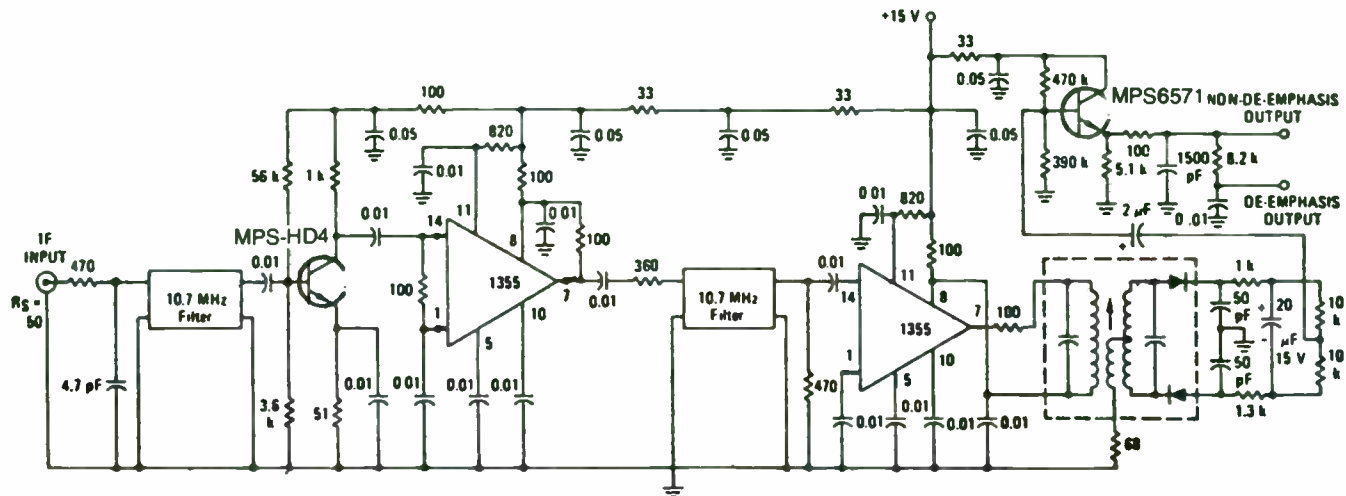 +15 V
33
0.05
470 k
MPS6571
NON-DE-EMPHASIS
OUTPUT
100
33
33
0.05
820
0.05
0.05
0.05
390 k
100
5.1 k
1500
pF
8.2 k
DE-EMPHASIS
OUTPUT
0.01
2 µF
+
56 k
1 k
0.01
100
0.01
100
0.01
820
100
11
8
14
0.01
MPS-HD4
IF
INPUT
RS =
50
470
0.01
10.7 MHz
Filter
100
1355
7
0.01
360
10.7 MHz
Filter
0.01
14
11
8
1355
7
100
1
10
5
1
10
5
1 k
50
pF
50
pF
+
20
µF
-
15 V
10
k
10
k
1.3 k
4.7 pF
3.6
k
51
0.01
0.01
0.01
0.01
470
0.01
0.01
0.01
0.01
68